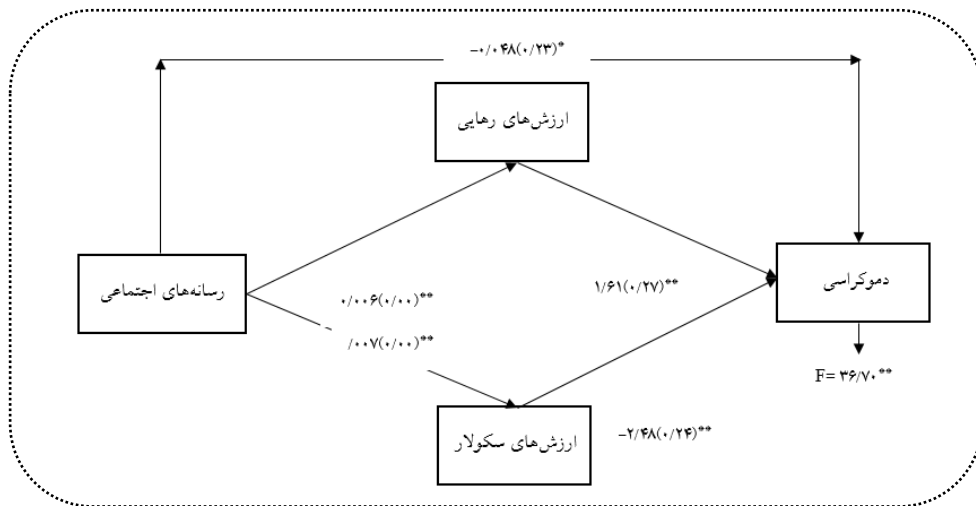 -۰/۰۴۸(۰/۲۳)*
ارزش‌های رهایی
رسانه‌های اجتماعی
دموکراسی
۰/۰۰۶(۰/۰۰)**
۱/۶۱(۰/۲۷)**
-
/۰۰۷(۰/۰۰)**
F= ۳۶/۷۰**
ارزش‌های سکولار
-۲/۴۸(۰/۲۴)**